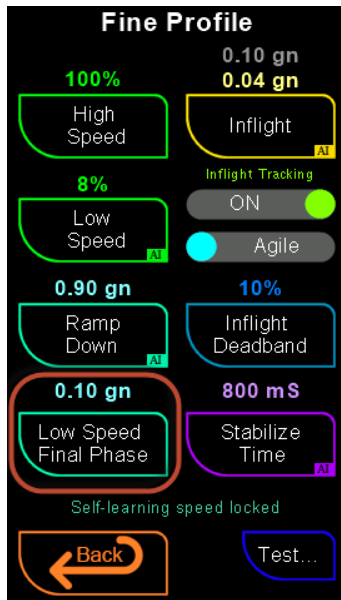 Fine Profile
100%
High
Speed
0.10 gn
0.04 gn
Inflight
AI
8%
Low
Speed
AI
Inflight Tracking
ON
Agile
0.90 gn
Ramp
Down
AI
10%
Inflight
Deadband
0.10 gn
Low Speed
Final Phase
800 mS
Stabilize
Time
AI
Self-learning speed locked
Back
Test...